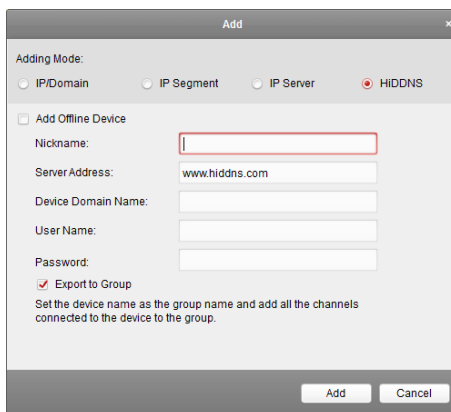 Add
×
Adding Mode:
IP/Domain IP Segment IP Server HiDDNS
Add Offline Device
Nickname:
Server Address: www.hiddns.com
Device Domain Name:
User Name:
Password:
Export to Group
Set the device name as the group name and add all the channels
connected to the device to the group.
Add Cancel